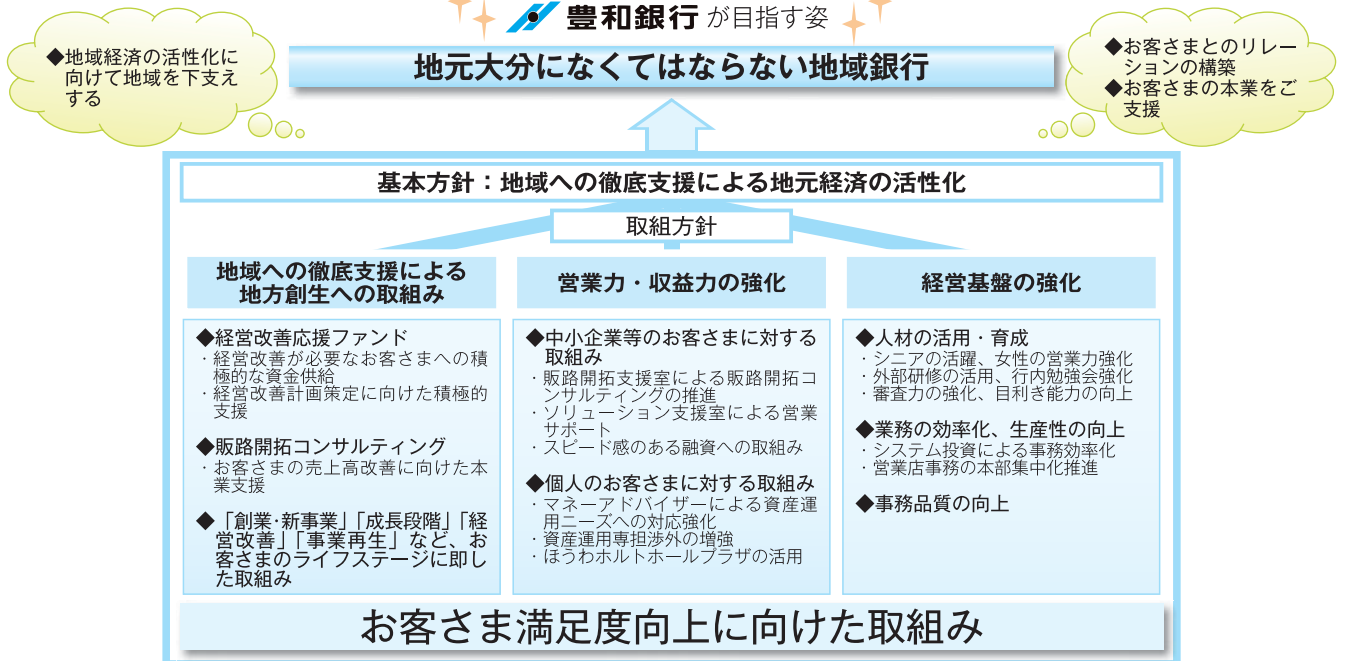 豊和銀行 が目指す姿
地元大分になくてはならない地域銀行
◆地域経済の活性化に
向けて地域を下支え
する
◆お客さまとのリレー
ションの構築
◆お客さまの本業をご
支援
基本方針：地域への徹底支援による地元経済の活性化
取組方針
地域への徹底支援による
地方創生への取組み
◆経営改善応援ファンド
・経営改善が必要なお客さまへの積
極的な資金供給
・経営改善計画策定に向けた積極的
支援
◆販路開拓コンサルティング
・お客さまの売上高改善に向けた本
業支援
◆「創業・新事業」「成長段階」「経
営改善」「事業再生」など、お
客さまのライフステージに即し
た取組み
営業力・収益力の強化
◆中小企業等のお客さまに対する
取組み
・販路開拓支援室による販路開拓コ
ンサルティングの推進
・ソリューション支援室による営業
サポート
・スピード感のある融資への取組み
◆個人のお客さまに対する取組み
・マネーアドバイザーによる資産運
用ニーズへの対応強化
・資産運用専担渉外の増強
・ほうわホルトホールプラザの活用
経営基盤の強化
◆人材の活用・育成
・シニアの活躍、女性の営業力強化
・外部研修の活用、行内勉強会強化
・審査力の強化、目利き能力の向上
◆業務の効率化、生産性の向上
・システム投資による事務効率化
・営業店事務の本部集中化推進
◆事務品質の向上
お客さま満足度向上に向けた取組み